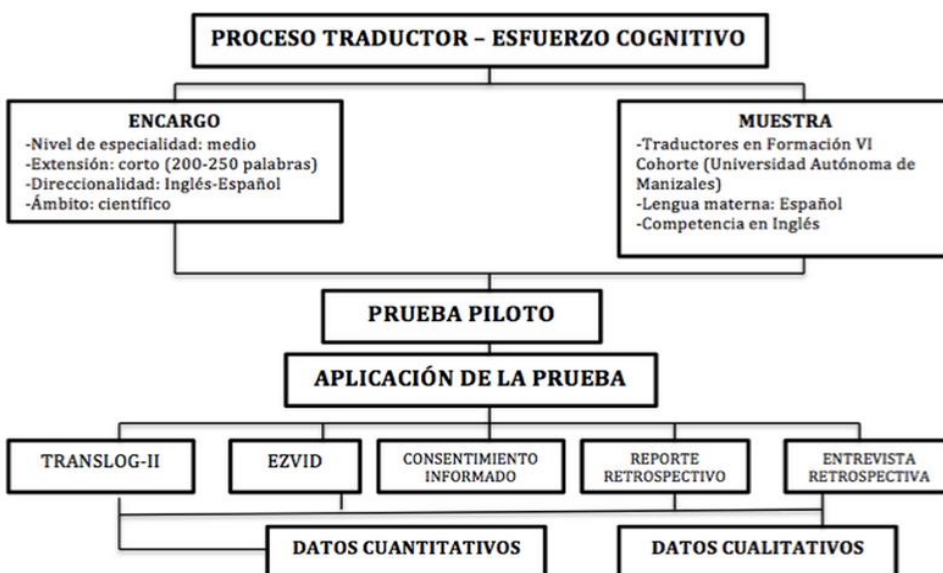 PROCESO TRADUCTOR – ESFUERZO COGNITIVO
ENCARGO
-Nivel de especialidad: medio
-Extensión: corto (200-250 palabras)
-Direccionalidad: Inglés-Español
-Ámbito: científico
MUESTRA
-Traductores en Formación VI
Cohorte (Universidad Autónoma de
Manizales)
-Lengua materna: Español
-Competencia en Inglés
PRUEBA PILOTO
APLICACIÓN DE LA PRUEBA
TRANSLOG-II
EZVID
CONSENTIMIENTO
INFORMADO
REPORTE
RETROSPECTIVO
ENTREVISTA
RETROSPECTIVA
DATOS CUANTITATIVOS
DATOS CUALITATIVOS